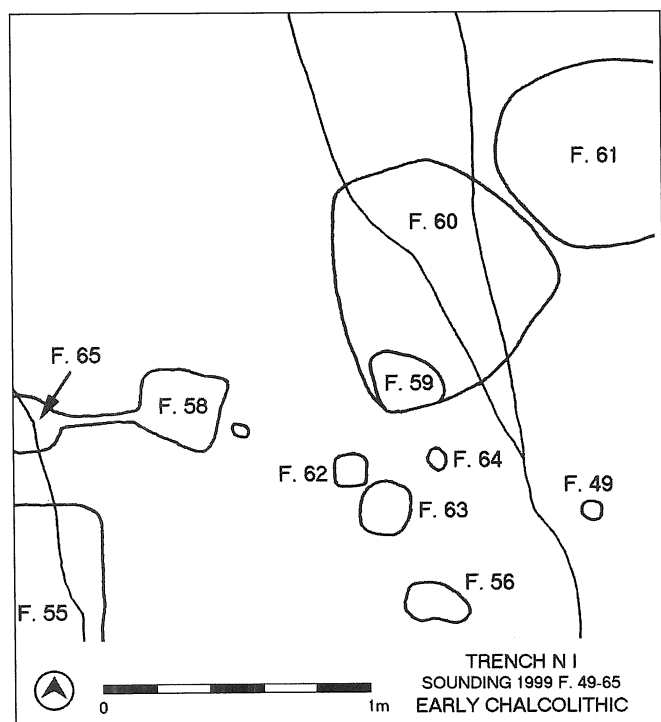 F. 61
F. 60
F. 65
F. 59
F. 58
F. 64
F. 62
F. 49
F. 63
F. 56
F. 55
TRENCH N I
SOUNDING 1999 F. 49-65
EARLY CHALCOLITHIC
0
1m